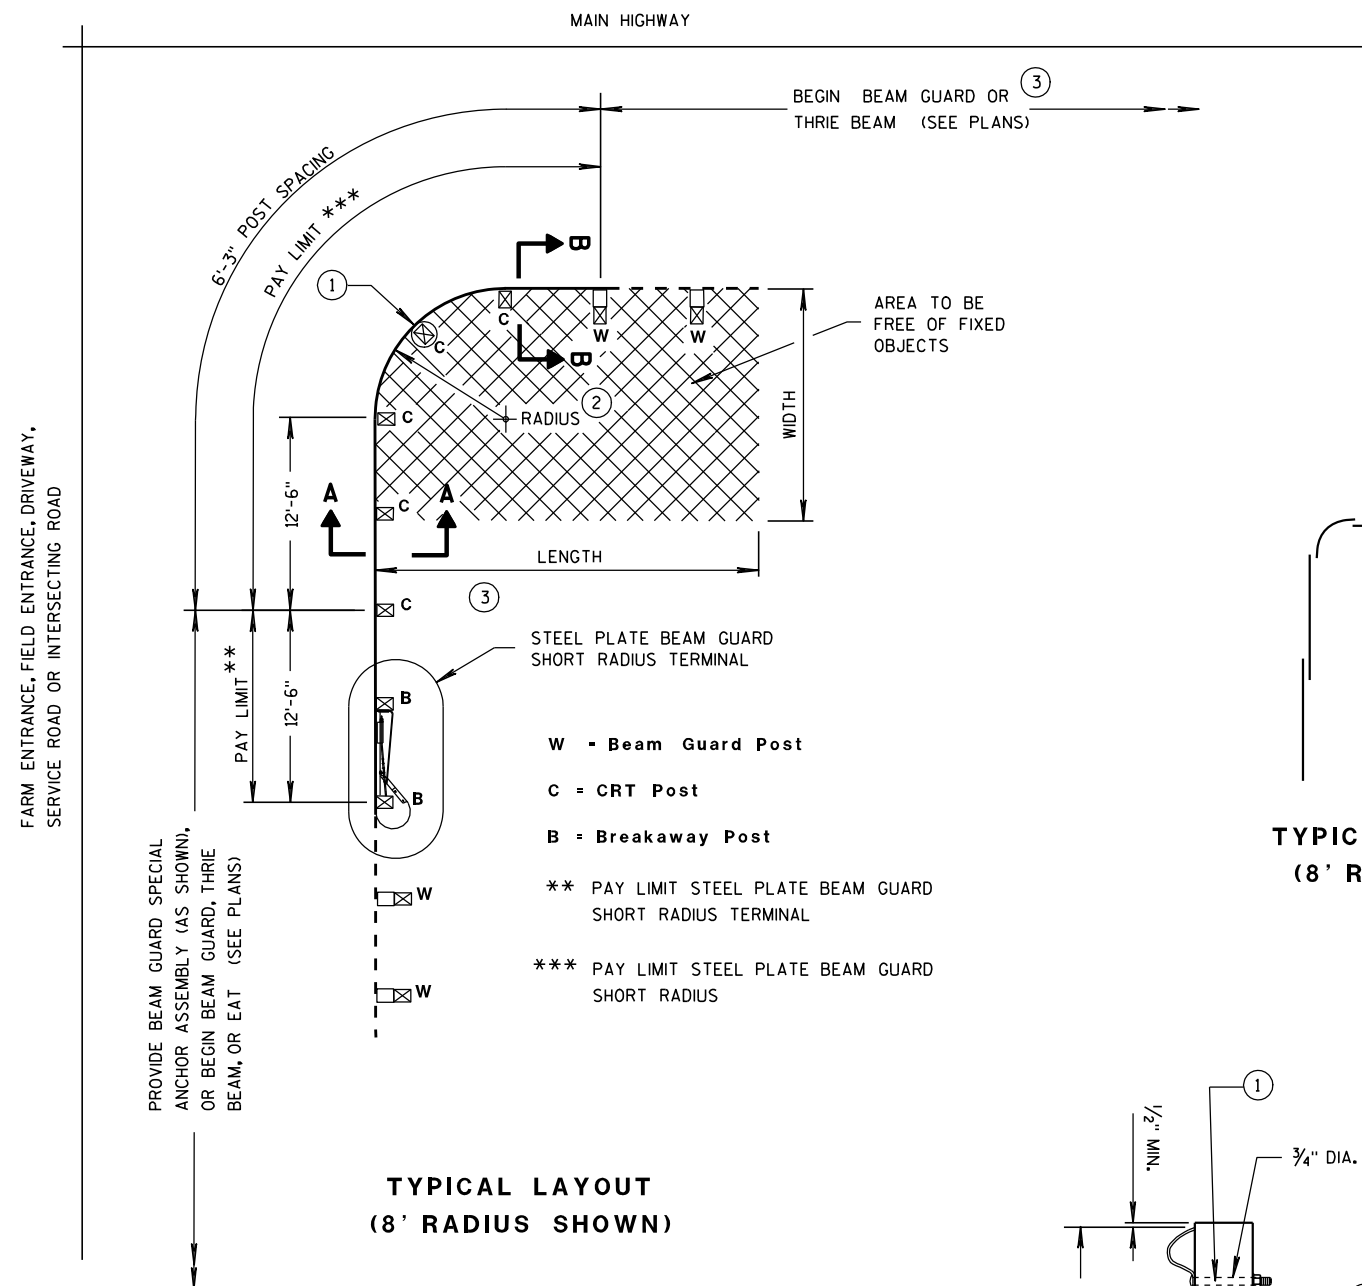 MAIN HIGHWAY
BEGIN BEAM GUARD OR
THRIE BEAM (SEE PLANS)
3
6'-3" POST SPACING
PAY LIMIT ***
1
B
B
C
C
W
W
AREA TO BE
FREE OF FIXED
OBJECTS
2
RADIUS
WIDTH
C
12'-6"
A
A
C
LENGTH
3
C
FARM ENTRANCE, FIELD ENTRANCE, DRIVEWAY,
SERVICE ROAD OR INTERSECTING ROAD
STEEL PLATE BEAM GUARD
SHORT RADIUS TERMINAL
PAY LIMIT **
12'-6"
B
B
W - Beam Guard Post
C = CRT Post
B = Breakaway Post
** PAY LIMIT STEEL PLATE BEAM GUARD
SHORT RADIUS TERMINAL
*** PAY LIMIT STEEL PLATE BEAM GUARD
SHORT RADIUS
W
W
PROVIDE BEAM GUARD SPECIAL
ANCHOR ASSEMBLY (AS SHOWN),
OR BEGIN BEAM GUARD, THRIE
BEAM, OR EAT (SEE PLANS)
TYPICAL LAYOUT
(8' RADIUS SHOWN)
TYPIC
(8' R
1
1/2" MIN.
3/4" DIA.